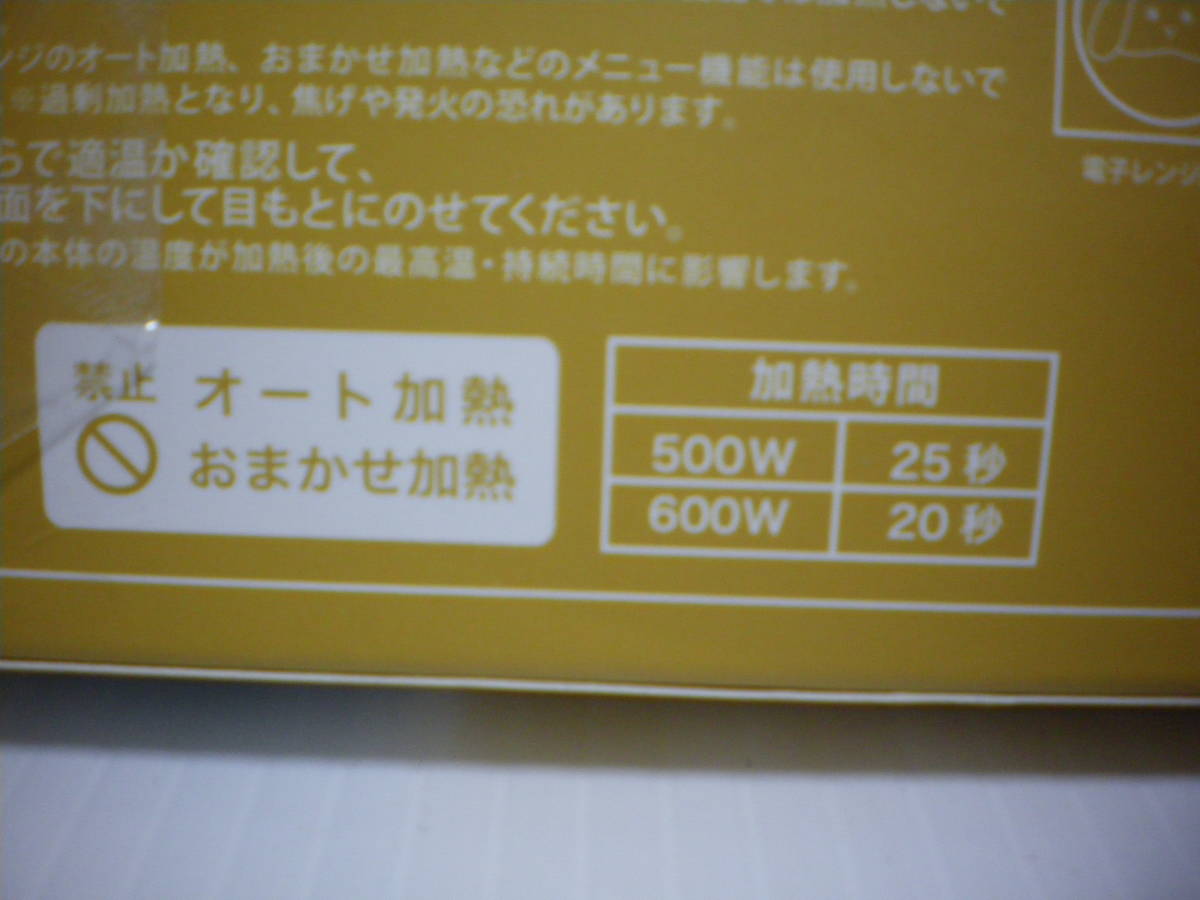 しないで
ンジのオート加熱、おまかせ加熱などのメニュー機能は使用しないで
※過剰加熱となり、焦げや発火の恐れがあります。
らで適温か確認して、
面を下にして目もとにのせてください。
の本体の温度が加熱後の最高温・持続時間に影響します。
電子レンジ
禁止 オート加熱
おまかせ加熱
加熱時間
500W 25秒
600W 20秒